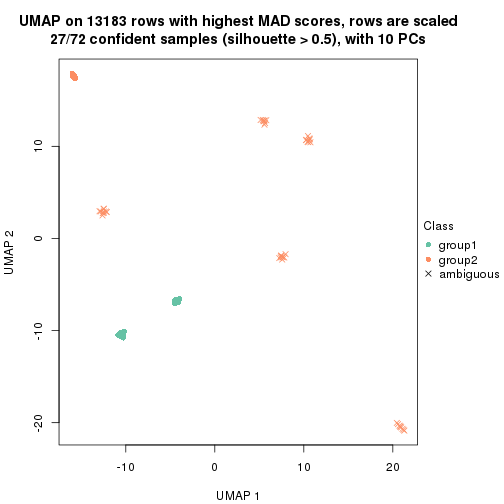 UMAP on 13183 rows with highest MAD scores, rows are scaled
27/72 confident samples (silhouette > 0.5), with 10 PCs
10
0
-10
-20
UMAP 2
-10
0
10
20
UMAP 1
Class
group1
group2
ambiguous